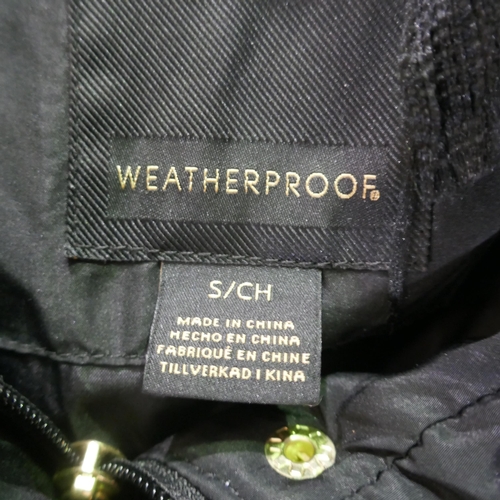 WEATHERPROOF®
S/CH
MADE IN CHINA
HECHO EN CHINA
FABRIQUÉ EN CHINE
TILLVERKAD I KINA